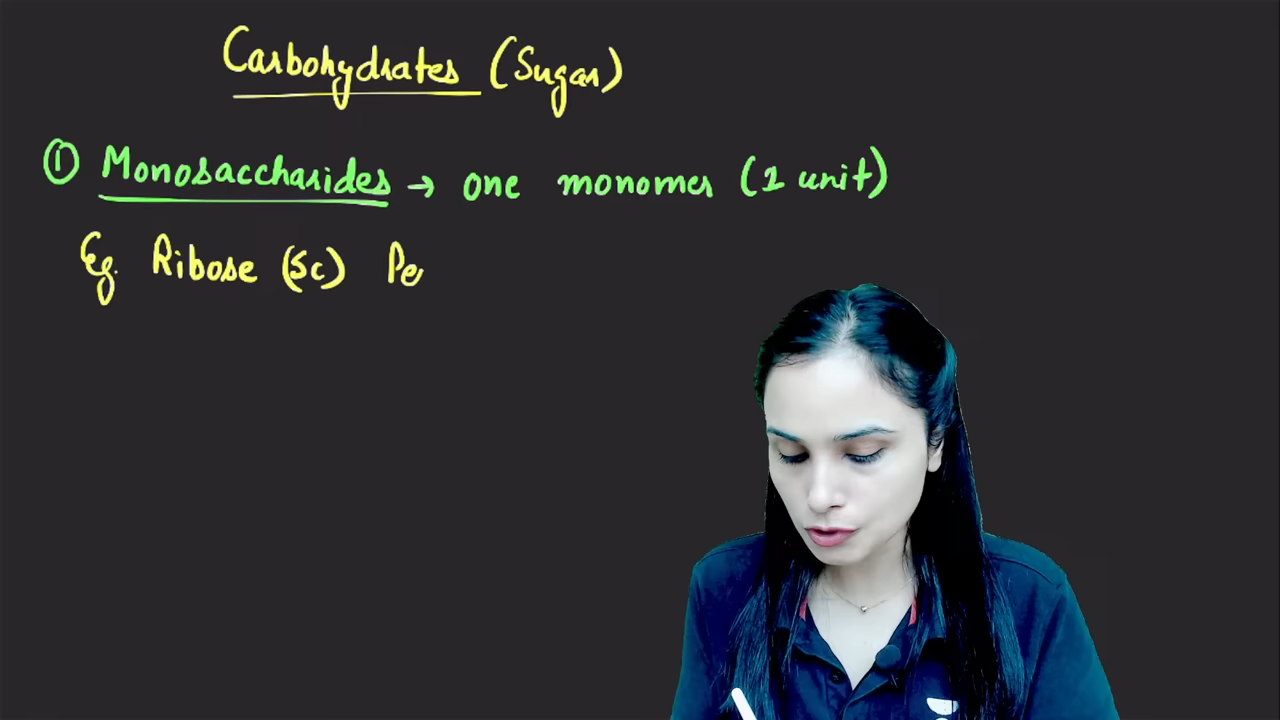 Carbohydrates (Sugar)
① Monosaccharides → one monomer (1 unit)
Eg. Ribose (5c) Pe